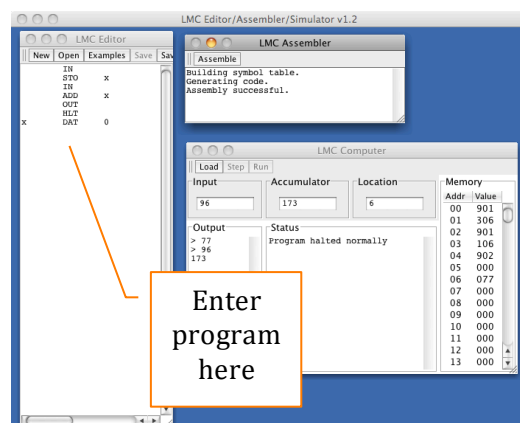 LMC Editor/Assembler/Simulator v1.2
LMC Editor
New Open Examples Save Sav
IN
STO x
IN
ADD x
OUT
HLT
x DAT 0
LMC Assembler
Assemble
Building symbol table.
Generating code.
Assembly successful.
LMC Computer
Load Step Run
Input Accumulator Location
96 173 6
Output
> 77
> 96
173
Status
Program halted normally
Memory
Addr Value
00 901
01 306
02 901
03 106
04 902
05 000
06 077
07 000
08 000
09 000
10 000
11 000
12 000
13 000
Enter
program
here